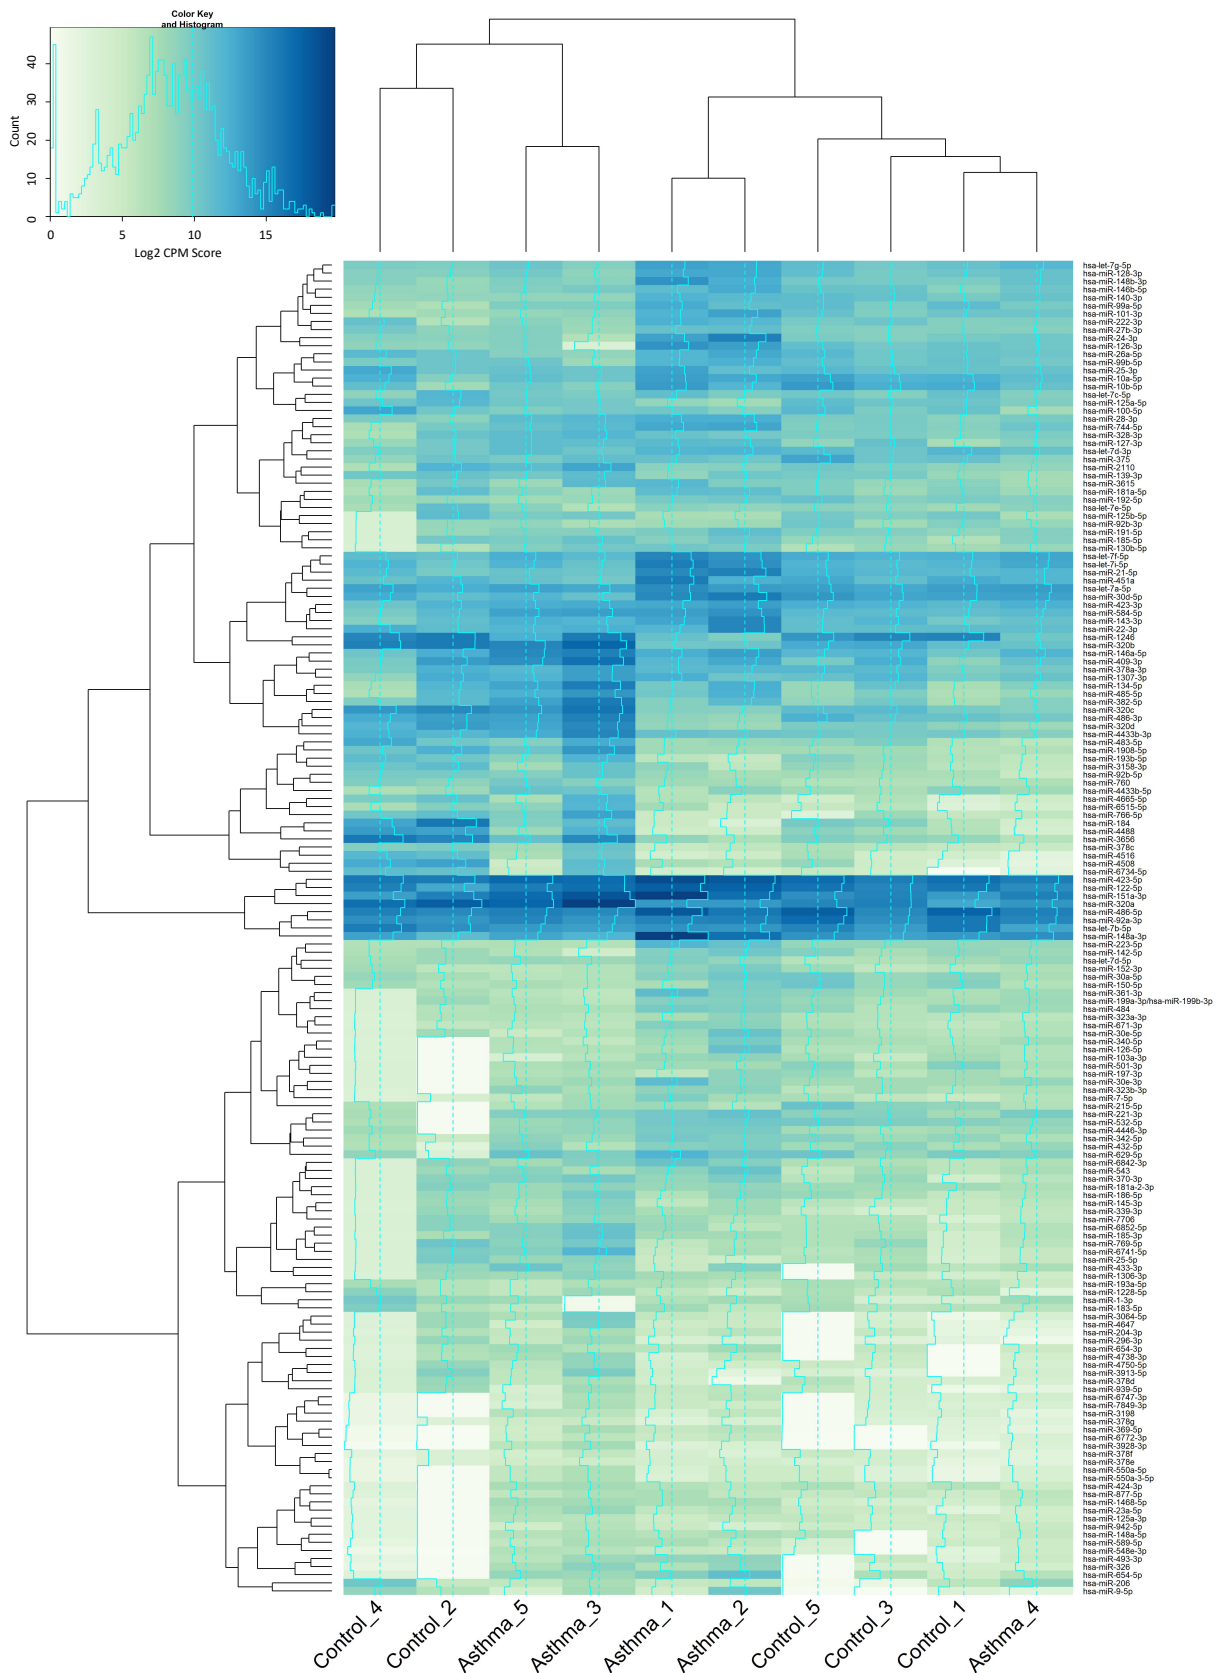 Color Key
and Histogram
Count
0
10
20
30
40
0
5
10
15
Log2 CPM Score
hsa-let-7g-5p
hsa-miR-128-3p
hsa-miR-148b-3p
hsa-miR-146b-5p
hsa-miR-140-3p
hsa-miR-99a-5p
hsa-miR-101-3p
hsa-miR-222-3p
hsa-miR-27b-3p
hsa-miR-24-3p
hsa-miR-126-3p
hsa-miR-26a-5p
hsa-miR-99b-5p
hsa-miR-25-3p
hsa-miR-10a-5p
hsa-miR-10b-5p
hsa-let-7c-5p
hsa-miR-125a-5p
hsa-miR-100-5p
hsa-miR-28-3p
hsa-miR-744-5p
hsa-miR-328-3p
hsa-miR-127-3p
hsa-let-7d-3p
hsa-miR-375
hsa-miR-2110
hsa-miR-139-3p
hsa-miR-3615
hsa-miR-181a-5p
hsa-miR-192-5p
hsa-let-7e-5p
hsa-miR-125b-5p
hsa-miR-92b-3p
hsa-miR-191-5p
hsa-miR-185-5p
hsa-miR-130b-5p
hsa-let-7f-5p
hsa-let-7i-5p
hsa-miR-21-5p
hsa-miR-451a
hsa-let-7a-5p
hsa-miR-30d-5p
hsa-miR-423-3p
hsa-miR-584-5p
hsa-miR-143-3p
hsa-miR-22-3p
hsa-miR-1246
hsa-miR-320b
hsa-miR-146a-5p
hsa-miR-409-3p
hsa-miR-378a-3p
hsa-miR-1307-3p
hsa-miR-134-5p
hsa-miR-485-5p
hsa-miR-382-5p
hsa-miR-320c
hsa-miR-486-3p
hsa-miR-320d
hsa-miR-4433b-3p
hsa-miR-483-5p
hsa-miR-1908-5p
hsa-miR-193b-5p
hsa-miR-3158-3p
hsa-miR-92b-5p
hsa-miR-760
hsa-miR-4433b-5p
hsa-miR-4665-5p
hsa-miR-6515-5p
hsa-miR-766-5p
hsa-miR-184
hsa-miR-4488
hsa-miR-3656
hsa-miR-378c
hsa-miR-4516
hsa-miR-4508
hsa-miR-6734-5p
hsa-miR-423-5p
hsa-miR-122-5p
hsa-miR-151a-3p
hsa-miR-320a
hsa-miR-486-5p
hsa-miR-92a-3p
hsa-let-7b-5p
hsa-miR-148a-3p
hsa-miR-223-5p
hsa-miR-142-5p
hsa-let-7d-5p
hsa-miR-152-3p
hsa-miR-30a-5p
hsa-miR-150-5p
hsa-miR-361-3p
hsa-miR-199a-3p/hsa-miR-199b-3p
hsa-miR-484
hsa-miR-323a-3p
hsa-miR-671-3p
hsa-miR-30e-5p
hsa-miR-340-5p
hsa-miR-126-5p
hsa-miR-103a-3p
hsa-miR-501-3p
hsa-miR-197-3p
hsa-miR-30e-3p
hsa-miR-323b-3p
hsa-miR-7-5p
hsa-miR-215-5p
hsa-miR-221-3p
hsa-miR-532-5p
hsa-miR-4446-3p
hsa-miR-342-5p
hsa-miR-432-5p
hsa-miR-629-5p
hsa-miR-6842-3p
hsa-miR-543
hsa-miR-370-3p
hsa-miR-181a-2-3p
hsa-miR-186-5p
hsa-miR-145-3p
hsa-miR-339-3p
hsa-miR-7706
hsa-miR-6852-5p
hsa-miR-185-3p
hsa-miR-769-5p
hsa-miR-6741-5p
hsa-miR-25-5p
hsa-miR-433-3p
hsa-miR-1306-3p
hsa-miR-193a-5p
hsa-miR-1228-5p
hsa-miR-1-3p
hsa-miR-183-5p
hsa-miR-3064-5p
hsa-miR-4647
hsa-miR-204-3p
hsa-miR-296-3p
hsa-miR-654-3p
hsa-miR-4738-3p
hsa-miR-4750-5p
hsa-miR-3913-5p
hsa-miR-378d
hsa-miR-939-5p
hsa-miR-6747-3p
hsa-miR-7849-3p
hsa-miR-3198
hsa-miR-378g
hsa-miR-369-5p
hsa-miR-6772-3p
hsa-miR-3928-3p
hsa-miR-378f
hsa-miR-378e
hsa-miR-550a-5p
hsa-miR-550a-3-5p
hsa-miR-424-3p
hsa-miR-877-5p
hsa-miR-1468-5p
hsa-miR-23a-5p
hsa-miR-125a-3p
hsa-miR-942-5p
hsa-miR-148a-5p
hsa-miR-589-5p
hsa-miR-548e-3p
hsa-miR-493-3p
hsa-miR-326
hsa-miR-654-5p
hsa-miR-206
hsa-miR-9-5p
Control_4
Control_2
Asthma_5
Asthma_3
Asthma_1
Asthma_2
Control_5
Control_3
Control_1
Asthma_4